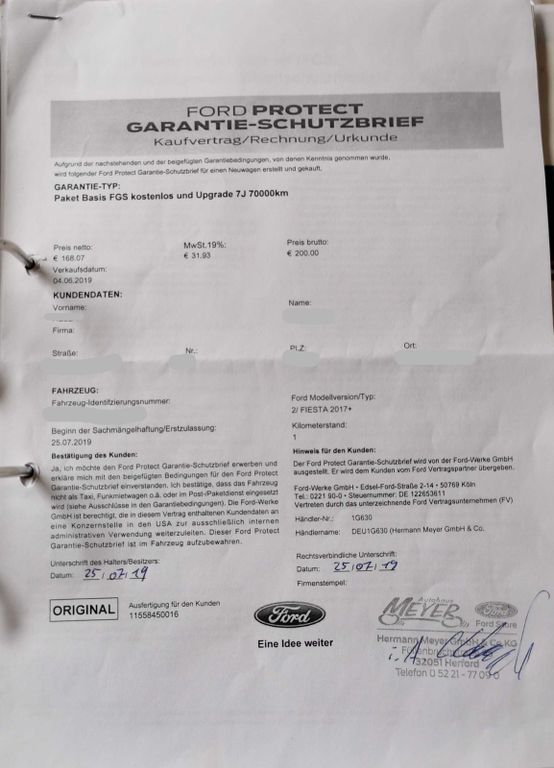 FORD PROTECT
GARANTIE-SCHUTZBRIEF
Kaufvertrag/Rechnung/Urkunde
Aufgrund der nachstehenden und der beigefügten Garantiebedingungen, von denen Kenntnis genommen wurde,
wird folgender Ford Protect Garantie-Schutzbrief für einen Neuwagen erstellt und gekauft.
GARANTIE-TYP:
Paket Basis FGS kostenlos und Upgrade 7J 70000km
Preis netto: MwSt.19%: Preis brutto:
€ 168.07 € 31.93 € 200.00
Verkaufsdatum:
04.06.2019
KUNDENDATEN:
Vorname: Name:
Firma:
Straße: Nr.: PLZ: Ort:
FAHRZEUG:
Fahrzeug-Identifizierungsnummer:
Beginn der Sachmängelhaftung/Erstzulassung:
25.07.2019
Ford Modellversion/Typ:
2/ FIESTA 2017+
Kilometerstand:
1
Bestätigung des Kunden:
Ja, ich möchte den Ford Protect Garantie-Schutzbrief erwerben und
erkläre mich mit den beigefügten Bedingungen für den Ford Protect
Garantie-Schutzbrief einverstanden. Ich bestätige, dass das Fahrzeug
nicht als Taxi, Funkmietwagen o.ä. oder im Post-/Paketdienst eingesetzt
wird (siehe Ausschlüsse in den Garantiebedingungen). Die Ford-Werke
GmbH ist berechtigt, die in diesem Vertrag enthaltenen Kundendaten an
eine Konzernstelle in den USA zur ausschließlich internen
administrativen Verwendung weiterzuleiten. Dieser Ford Protect
Garantie-Schutzbrief ist im Fahrzeug aufzubewahren.
Unterschrift des Halters/Besitzers:
Datum: 25/07/19
Hinweis für den Kunden:
Der Ford Protect Garantie-Schutzbrief wird von der Ford-Werke GmbH
ausgestellt. Er wird dem Kunden vom Ford Vertragspartner übergeben.
Ford-Werke GmbH • Edsel-Ford-Straße 2-14 • 50769 Köln
Tel.: 0221 90-0 • Steuernummer: DE 122653611
Vertreten durch das unterzeichnende Ford Vertragsunternehmen (FV)
Händler-Nr.: 1G630
Händlername: DEU1G630 (Hermann Meyer GmbH & Co.
Rechtsverbindliche Unterschrift:
Datum: 25/07/19
Firmenstempel:
ORIGINAL
Ausfertigung für den Kunden
11558450016
Ford
Eine Idee weiter
Autohaus
MEYER
Ford Store
Hermann Meyer GmbH & Co. KG
i. A
32051 Herford
Telefon 0 52 21 - 77 09 0